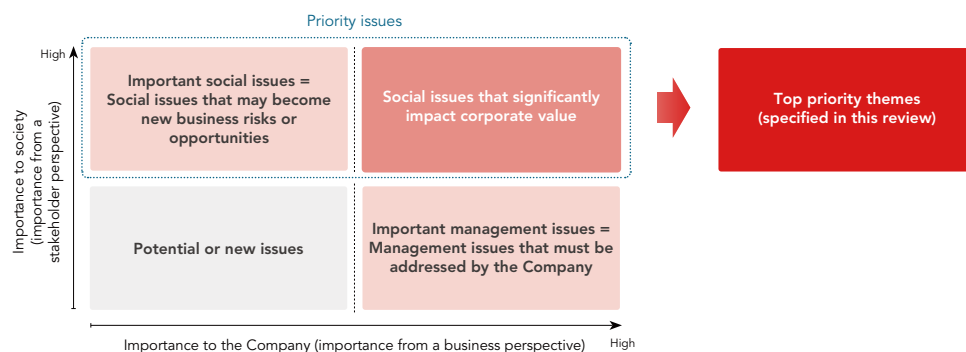 Priority issues
High
Important social issues =
Social issues that may become
new business risks or
opportunities
Social issues that significantly
impact corporate value
Top priority themes
(specified in this review)
Importance to society
(importance from a
stakeholder perspective)
Potential or new issues
Important management issues =
Management issues that must be
addressed by the Company
Importance to the Company (importance from a business perspective)
High